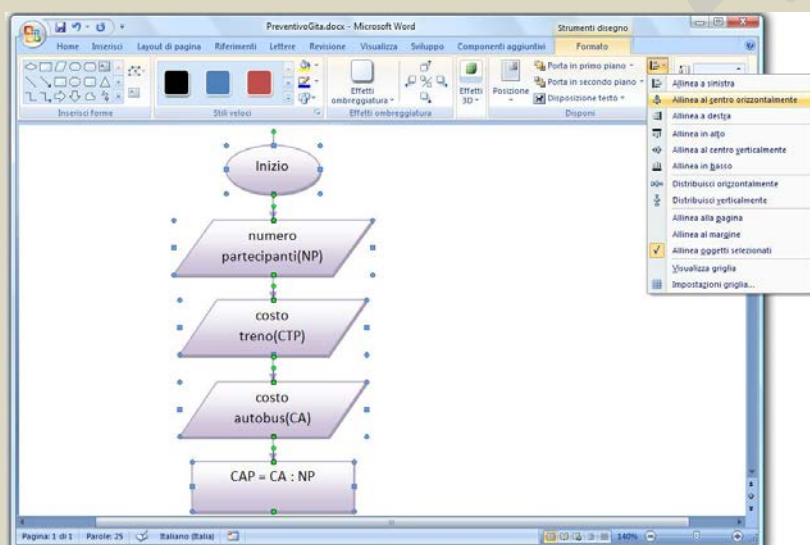 PreventivoGita.docx - Microsoft Word
Strumenti disegno
Home Inserisci Layout di pagina Riferimenti Lettere Revisione Visualizza Sviluppo Componenti aggiuntivi Formato
Effetti ombreggiatura
Effetti 3D
Posizione
Porta in primo piano
Porta in secondo piano
Disposizione testo
Inserisci forme
Stili veloci
Effetti ombreggiatura
Disponi
Allinea a sinistra
Allinea al centro orizzontalmente
Allinea a destra
Allinea in alto
Allinea al centro verticalmente
Allinea in basso
Distribuisci orizzontalmente
Distribuisci verticalmente
Allinea alla pagina
Allinea al margine
Allinea oggetti selezionati
Visualizza griglia
Impostazioni griglia...
Inizio
numero
partecipanti(NP)
costo
treno(CTP)
costo
autobus(CA)
CAP = CA : NP
Pagina: 1 di 1 Parole: 25 Italiano (Italia) 140%